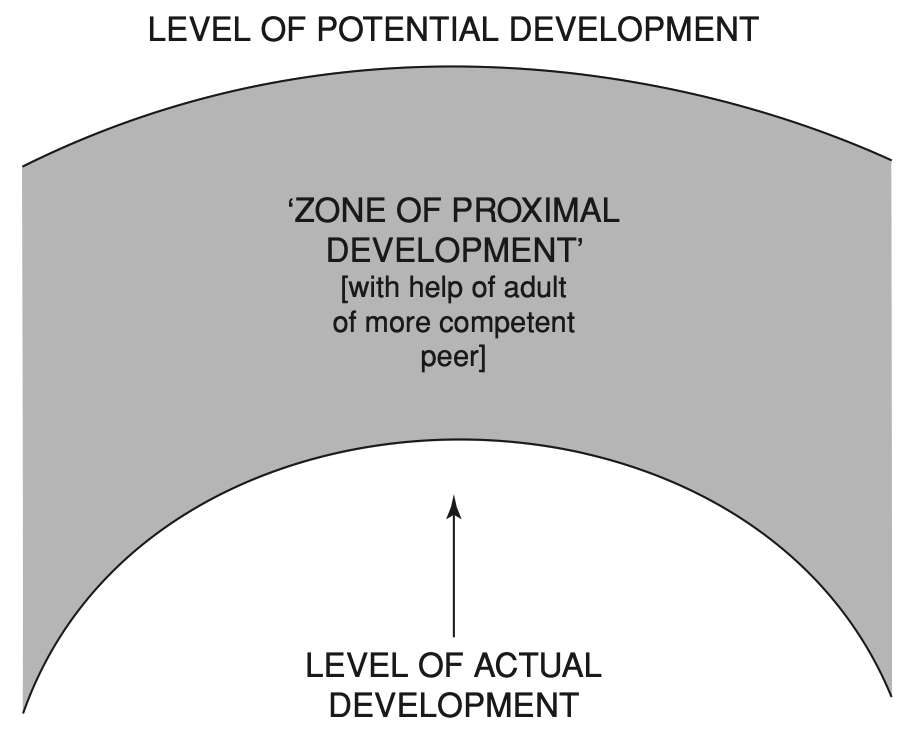 LEVEL OF POTENTIAL DEVELOPMENT
‘ZONE OF PROXIMAL
DEVELOPMENT’
[with help of adult
of more competent
peer]
LEVEL OF ACTUAL
DEVELOPMENT